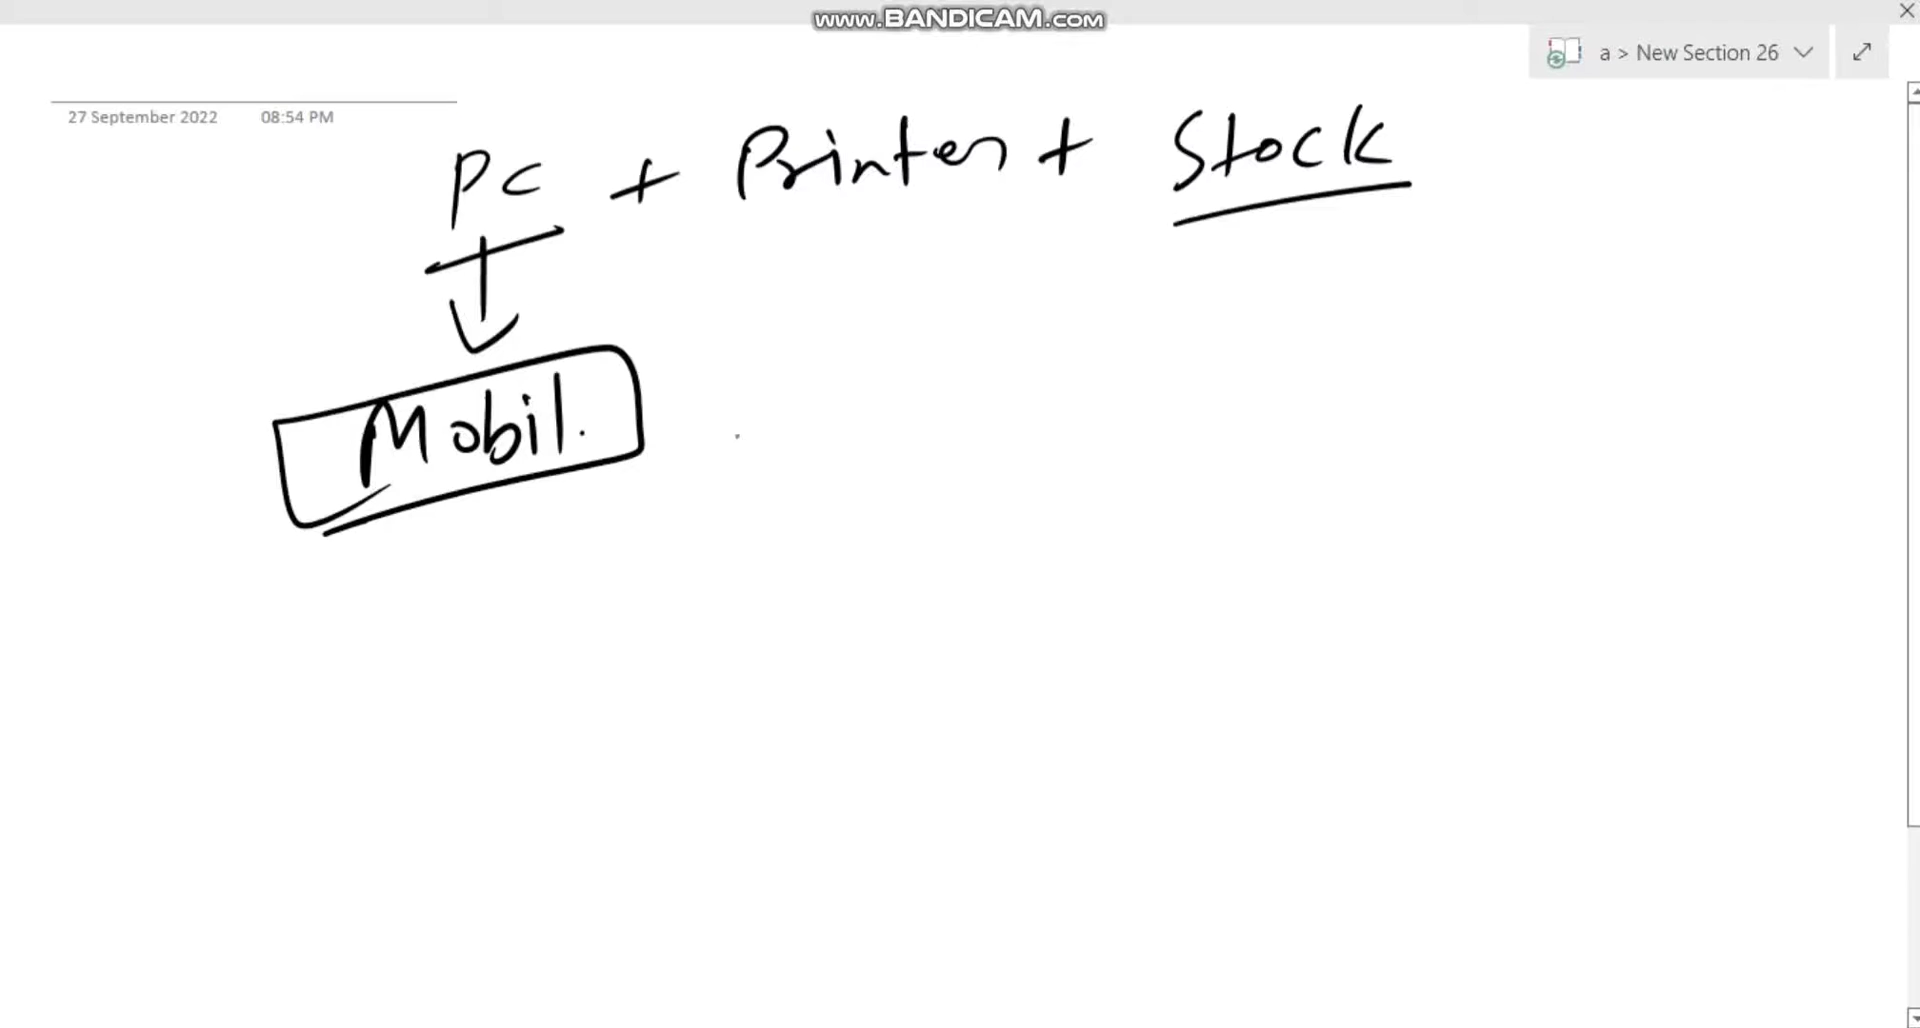 www.BANDICAM.com
a > New Section 26
27 September 2022 08:54 PM
PC + Printer + Stock
Mobil.